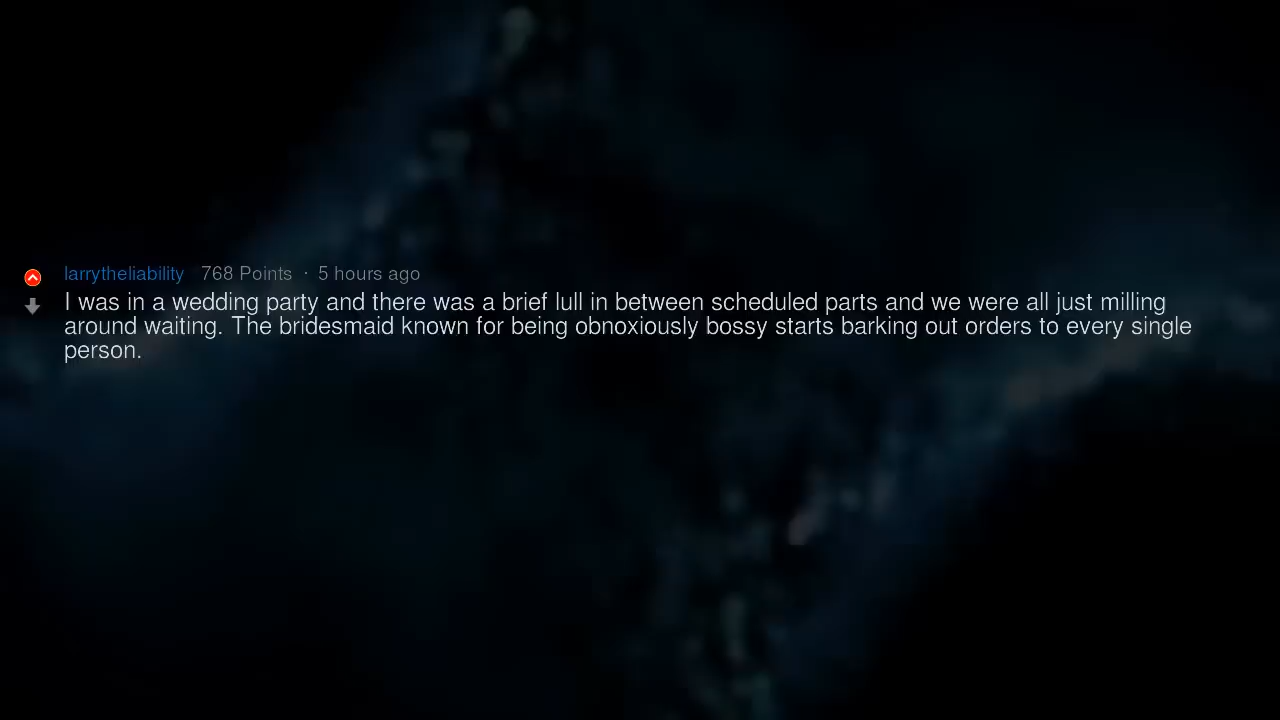 larrytheliability 768 Points · 5 hours ago
I was in a wedding party and there was a brief lull in between scheduled parts and we were all just milling
around waiting. The bridesmaid known for being obnoxiously bossy starts barking out orders to every single
person.